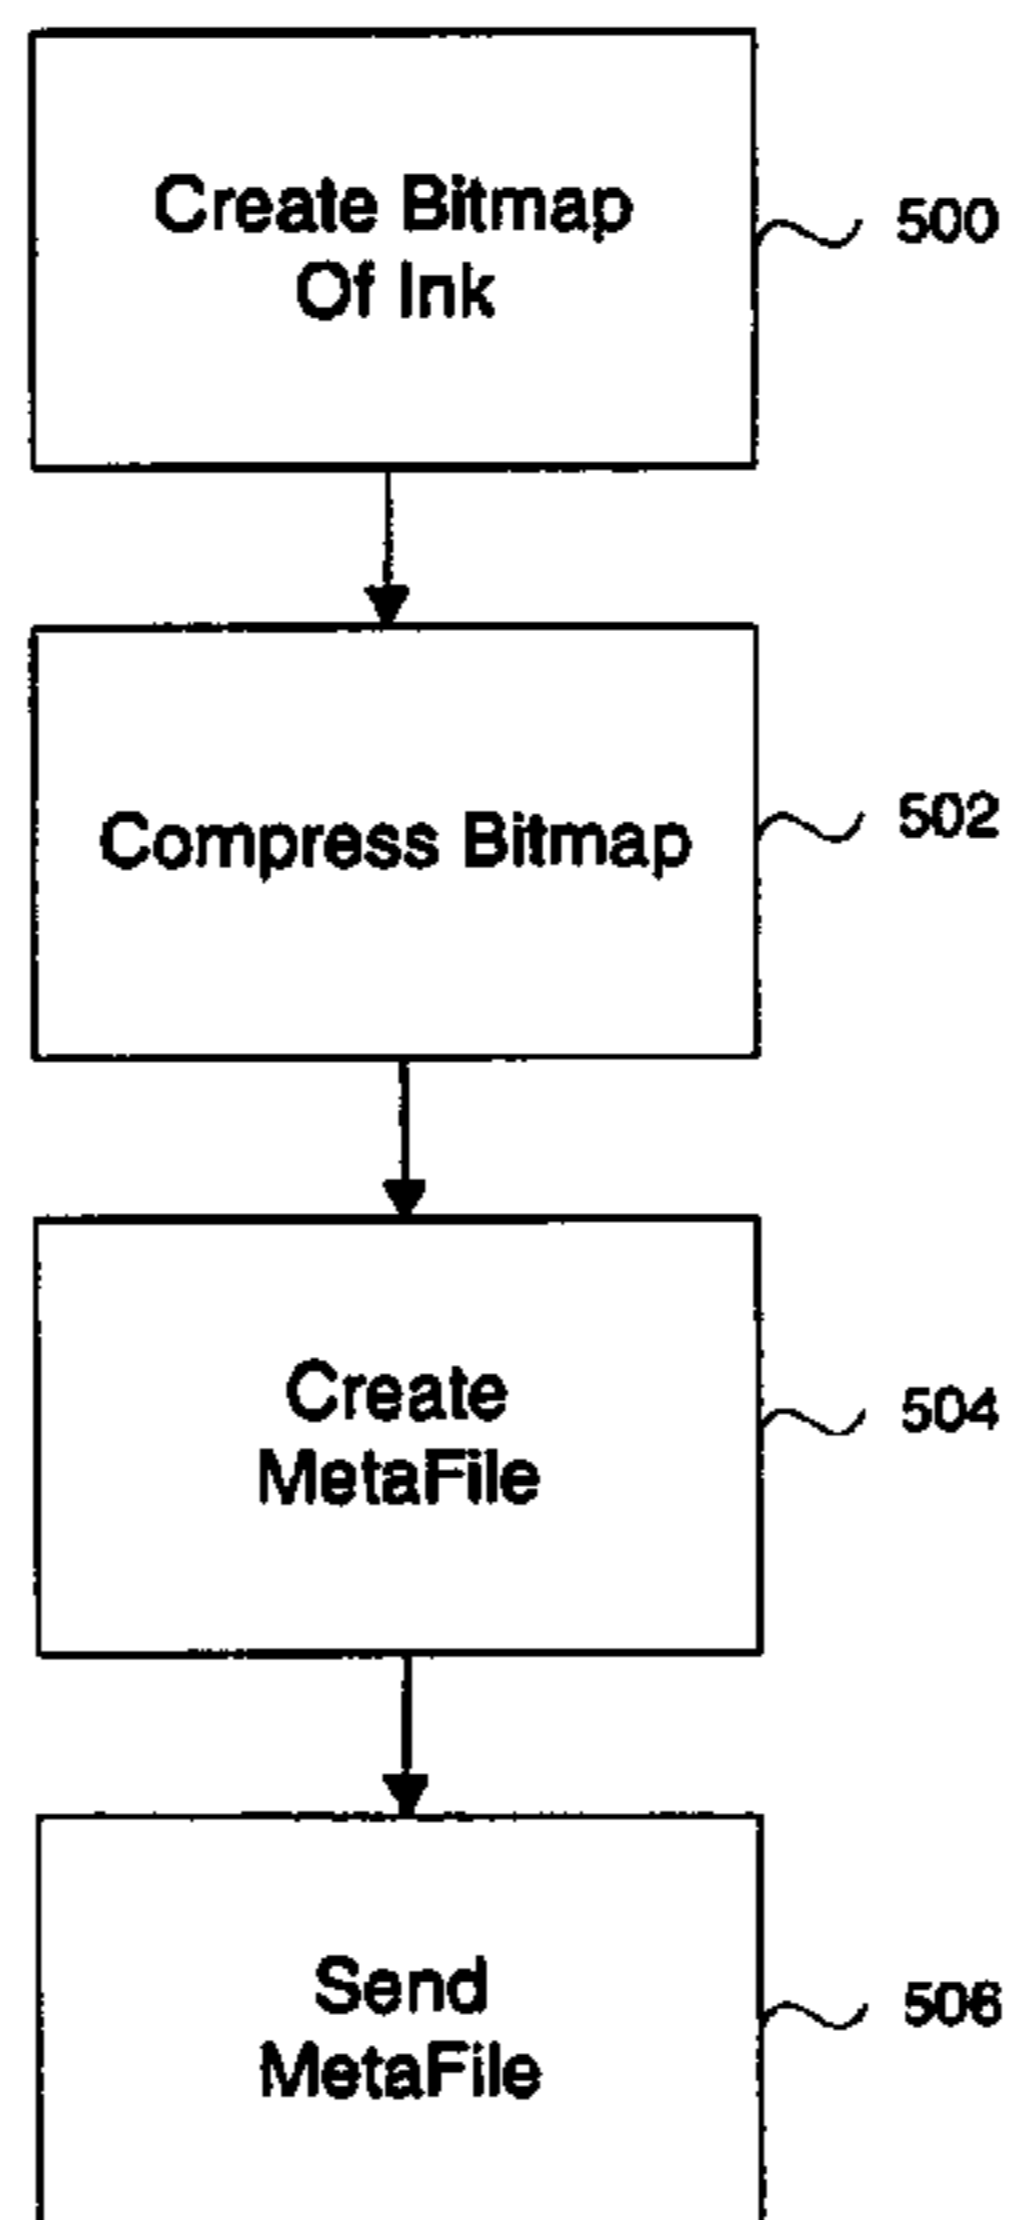 Create Bitmap
Of Ink
500
Compress Bitmap
502
Create
MetaFile
504
Send
MetaFile
506